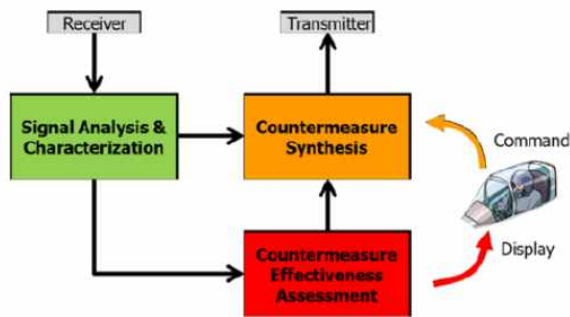 Receiver
Transmitter
Signal Analysis &
Characterization
Countermeasure
Synthesis
Command
Display
Countermeasure
Effectiveness
Assessment